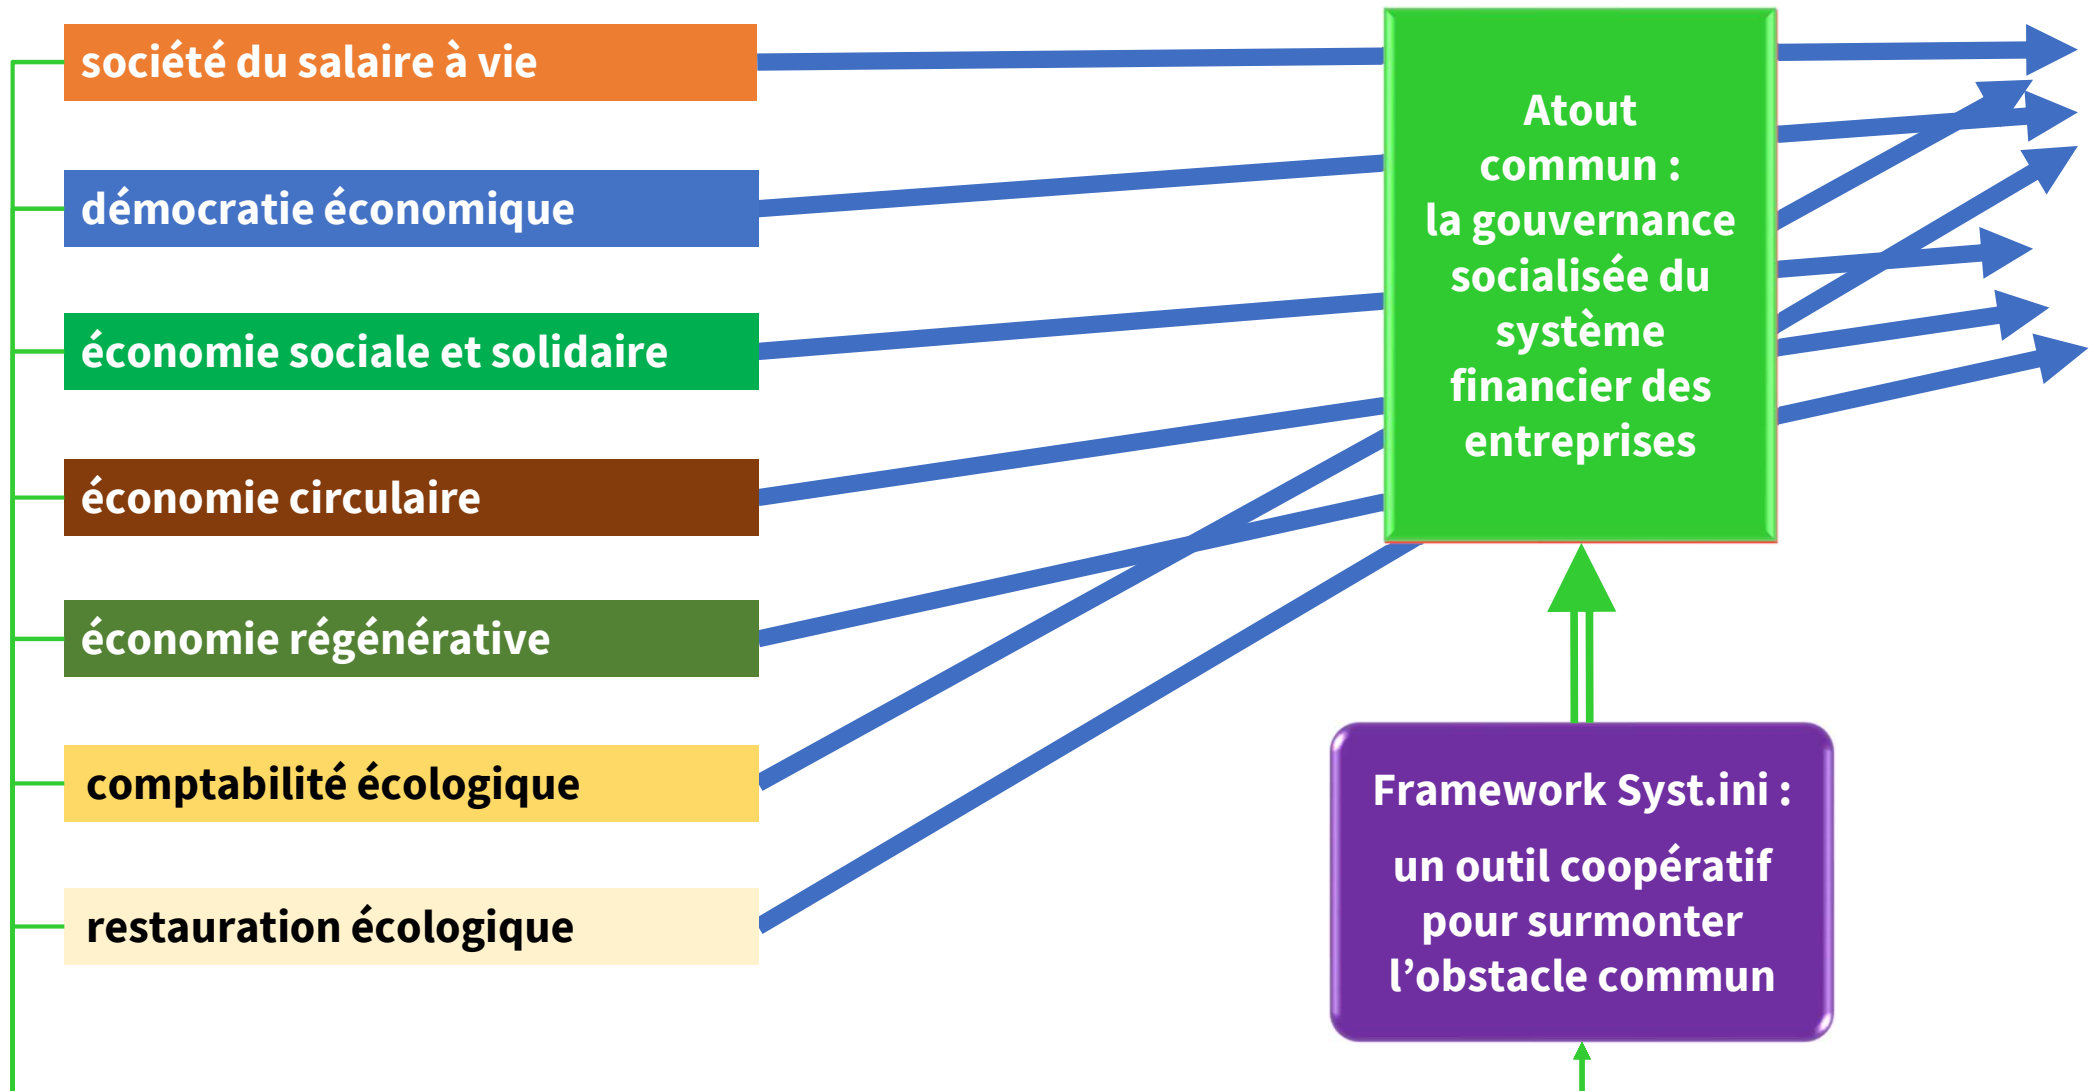 société du salaire à vie
démocratie économique
économie sociale et solidaire
économie circulaire
économie régénérative
comptabilité écologique
restauration écologique
Atout
commun :
la gouvernance
socialisée du
système
financier des
entreprises
Framework Syst.ini :
un outil coopératif
pour surmonter
l’obstacle commun